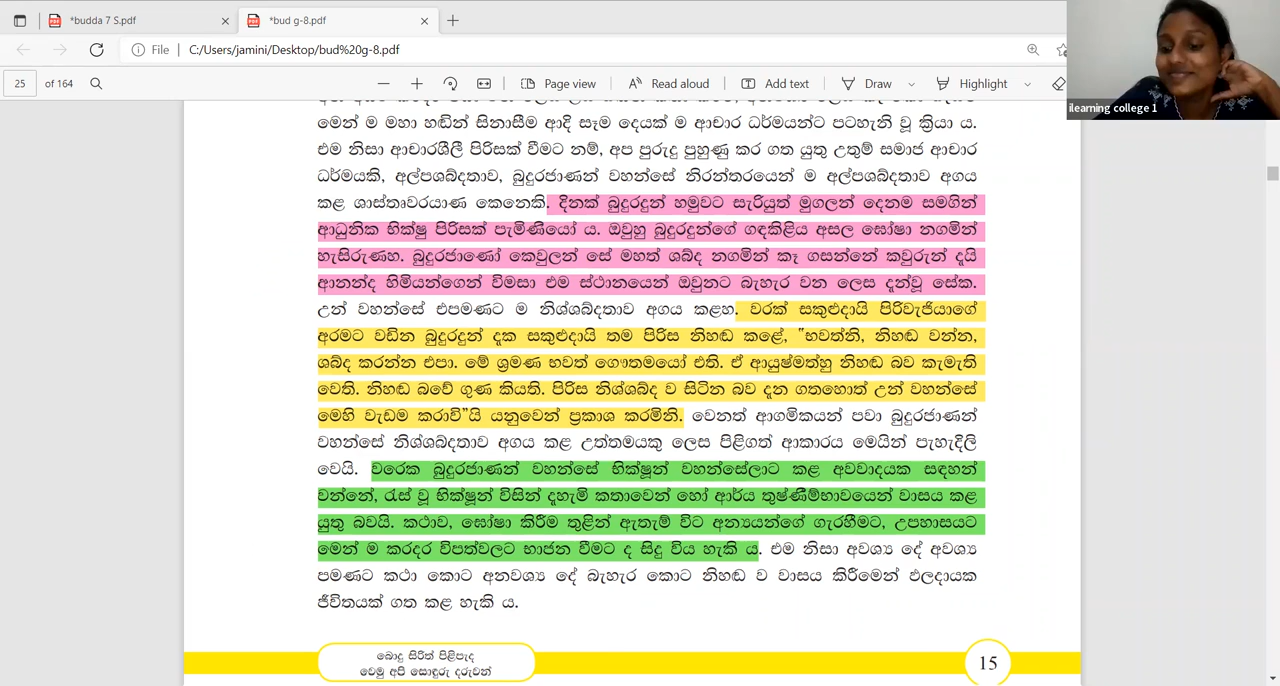 *budda 7 S.pdf
*bud g-8.pdf
File
C:/Users/jamini/Desktop/bud%20g-8.pdf
25 of 164
Page view
Read aloud
Add text
Draw
Highlight
ilearning college 1
මෙන් ම මහා හඬින් සිනාසීම ආදි සෑම දෙයක් ම ආචාර ධර්මයන්ට පටහැනි වූ ක්‍රියා ය.
එම නිසා ආචාරශීලී පිරිසක් වීමට නම්, අප පුරුදු පුහුණු කර ගත යුතු උතුම් සමාජ ආචාර
ධර්මයකි, අල්පශබ්දතාව, බුදුරජාණන් වහන්සේ නිරන්තරයෙන් ම අල්පශබ්දතාව අගය
කළ ශාස්තෘවරයාණ කෙනෙකි. දිනක් බුදුරදුන් හමුවට සැරියුත් මුගලන් දෙනම සමගින්
ආධුනික භික්ෂු පිරිසක් පැමිණියෝ ය. ඔවුහු බුදුරදුන්ගේ ගඳකිළිය අසල ඝෝෂා නගමින්
හැසිරුණහ. බුදුරජාණෝ කෙවුලන් සේ මහත් ශබ්ද නගමින් කෑ ගසන්නේ කවුරුන් දැයි
ආනන්ද හිමියන්ගෙන් විමසා එම ස්ථානයෙන් ඔවුනට බැහැර වන ලෙස දැන්වූ සේක.
උන් වහන්සේ එපමණට ම නිශ්ශබ්දතාව අගය කළහ. වරක් සකුළුදායි පිරිවැජියාගේ
අරමට වඩින බුදුරදුන් දැක සකුළුදායි තම පිරිස නිහඬ කළේ, "භවත්නි, නිහඬ වන්න,
ශබ්ද කරන්න එපා. මේ ශ්‍රමණ භවත් ගෞතමයෝ එති. ඒ ආයුෂ්මත්හු නිහඬ බව කැමැති
වෙති. නිහඬ බවේ ගුණ කියති. පිරිස නිශ්ශබ්ද ව සිටින බව දැන ගතහොත් උන් වහන්සේ
මෙහි වැඩම කරාවි"යි යනුවෙන් ප්‍රකාශ කරමිනි. වෙනත් ආගමිකයන් පවා බුදුරජාණන්
වහන්සේ නිශ්ශබ්දතාව අගය කළ උත්තමයකු ලෙස පිළිගත් ආකාරය මෙයින් පැහැදිලි
වෙයි. වරෙක බුදුරජාණන් වහන්සේ භික්ෂූන් වහන්සේලාට කළ අවවාදයක සඳහන්
වන්නේ, රැස් වූ භික්ෂූන් විසින් දැහැමි කතාවෙන් හෝ ආර්ය තුෂ්ණීම්භාවයෙන් වාසය කළ
යුතු බවයි. කථාව, ඝෝෂා කිරීම තුළින් ඇතැම් විට අන්‍යයන්ගේ ගැරහීමට, උපහාසයට
මෙන් ම කරදර විපත්වලට භාජන වීමට ද සිදු විය හැකි ය. එම නිසා අවශ්‍ය දේ අවශ්‍ය
පමණට කථා කොට අනවශ්‍ය දේ බැහැර කොට නිහඬ ව වාසය කිරීමෙන් ඵලදායක
ජීවිතයක් ගත කළ හැකි ය.
බොදු සිරිත් පිළිපැද
වෙමු අපි සොඳුරු දරුවන්
15